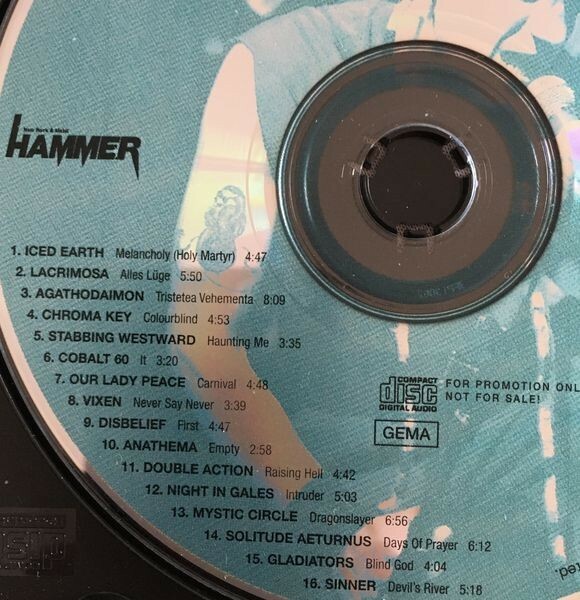 New Rock & Metal
HAMMER
1. ICED EARTH Melancholy (Holy Martyr) 4:47
2. LACRIMOSA Alles Lüge 5:50
3. AGATHODAIMON Tristetea Vehementa 8:09
4. CHROMA KEY Colourblind 4:53
5. STABBING WESTWARD Haunting Me 3:35
6. COBALT 60 It 3:20
7. OUR LADY PEACE Carnival 4:48
8. VIXEN Never Say Never 3:39
9. DISBELIEF First 4:47
10. ANATHEMA Empty 2:58
11. DOUBLE ACTION Raising Hell 4:42
12. NIGHT IN GALES Intruder 5:03
13. MYSTIC CIRCLE Dragonslayer 6:56
14. SOLITUDE AETURNUS Days Of Prayer 6:12
15. GLADIATORS Blind God 4:04
16. SINNER Devil's River 5:18
COMPACT
disc
DIGITAL AUDIO
FOR PROMOTION ONL
NOT FOR SALE!
GEMA